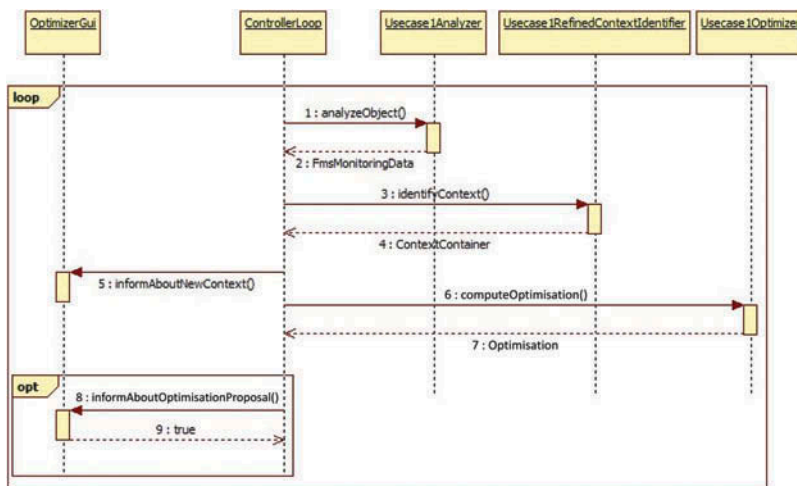 OptimizerGui
ControllerLoop
Usecase1Analyzer
Usecase1RefinedContextIdentifier
Usecase1Optimizer
loop
1 : analyzeObject()
2 : FmsMonitoringData
3 : identifyContext()
4 : ContextContainer
5 : informAboutNewContext()
6 : computeOptimisation()
7 : Optimisation
opt
8 : informAboutOptimisationProposal()
9 : true